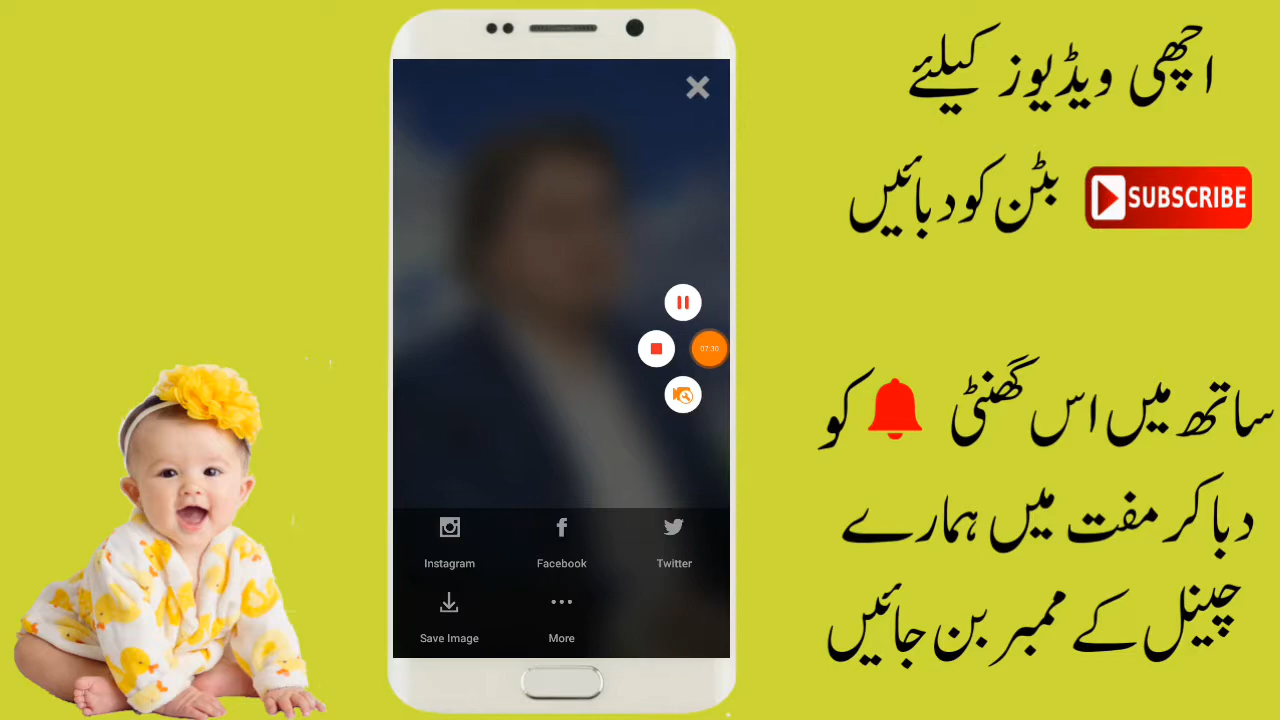 اچھی ویڈیوز کیلئے
SUBSCRIBE بٹن کو دبائیں
ساتھ میں اس گھنٹی کو
دبا کر مفت میں ہمارے
چینل کے ممبر بن جائیں
07:30
Instagram Facebook Twitter
Save Image More